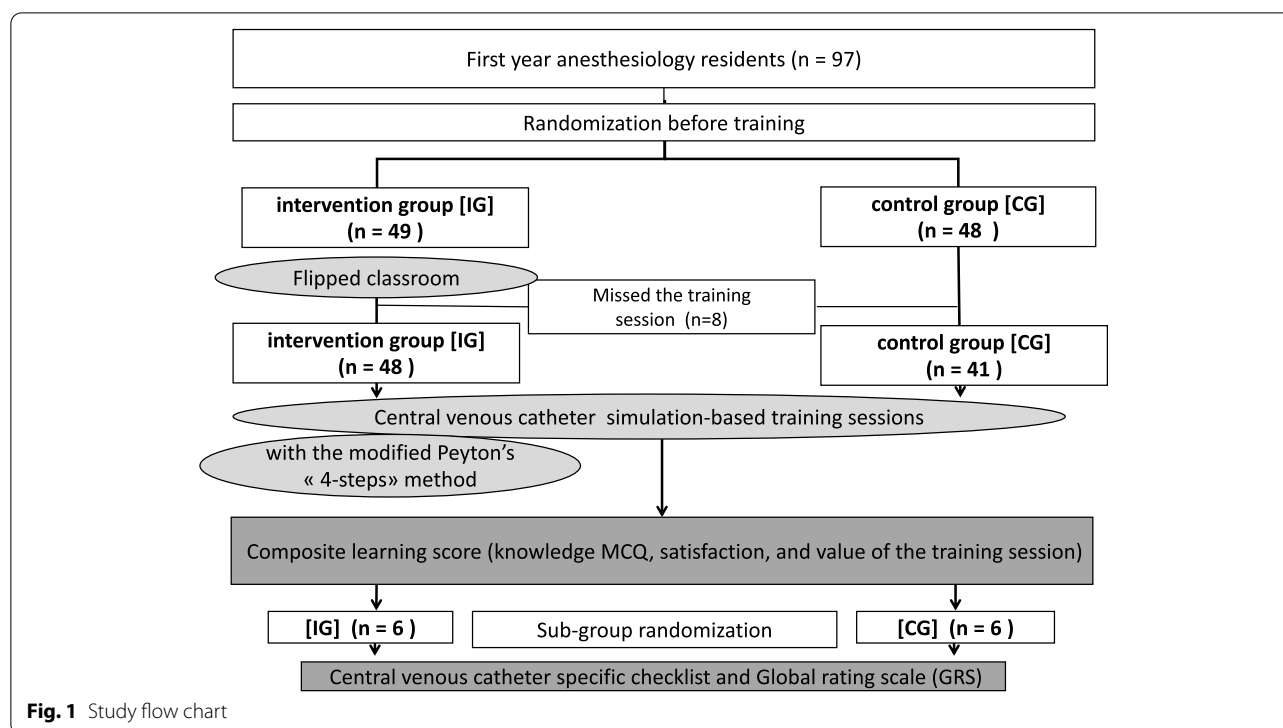 First year anesthesiology residents (n = 97)
Randomization before training
intervention group [IG]
(n = 49 )
control group [CG]
(n = 48 )
Flipped classroom
Missed the training
session (n=8)
intervention group [IG]
(n = 48 )
control group [CG]
(n = 41 )
Central venous catheter simulation-based training sessions
with the modified Peyton's
« 4-steps» method
Composite learning score (knowledge MCQ, satisfaction, and value of the training session)
[IG] (n = 6 )
Sub-group randomization
[CG] (n = 6 )
Central venous catheter specific checklist and Global rating scale (GRS)
Fig. 1 Study flow chart